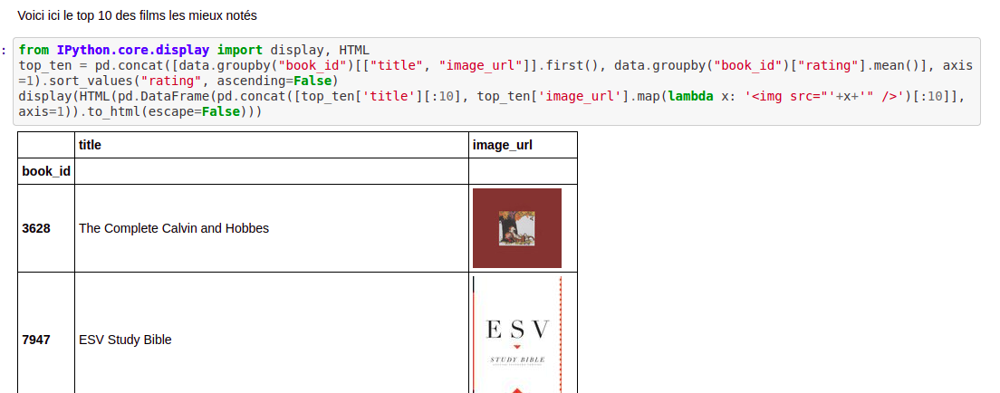 Voici ici le top 10 des films les mieux notés
: from IPython.core.display import display, HTML
top_ten = pd.concat([data.groupby("book_id")[["title", "image_url"]].first(), data.groupby("book_id")["rating"].mean()], axis
=1).sort_values("rating", ascending=False)
display(HTML(pd.DataFrame(pd.concat([top_ten['title'][:10], top_ten['image_url'].map(lambda x: '<img src="'+x+'" />')[:10]],
axis=1)).to_html(escape=False)))
title image_url
book_id
3628 The Complete Calvin and Hobbes
7947 ESV Study Bible
ESV
STUDY BIBLE